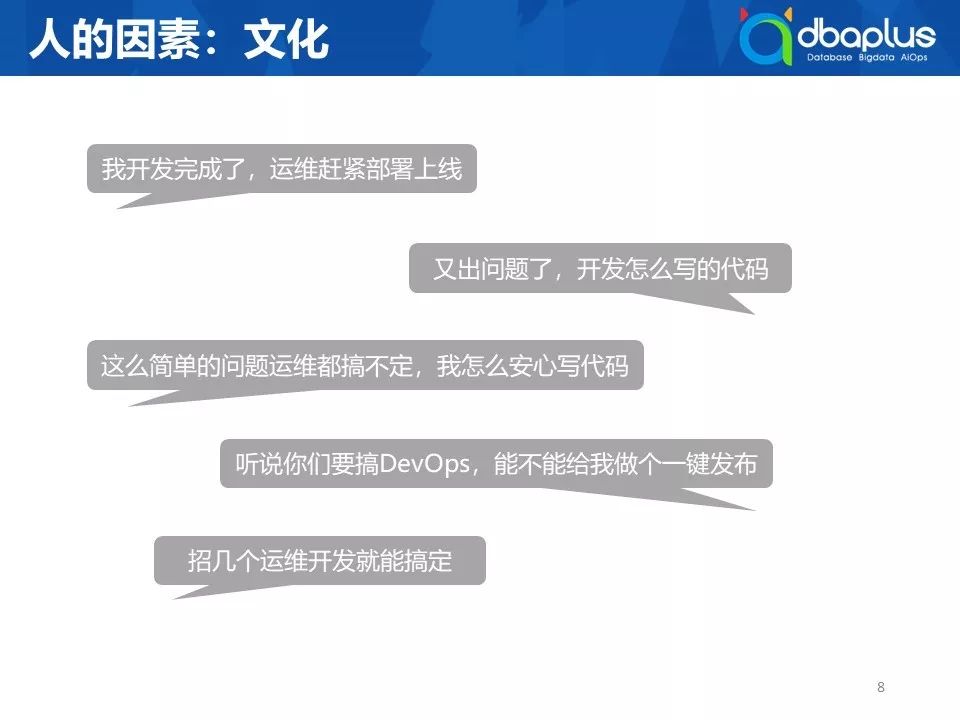 人的因素：文化
dbaplus
Database Bigdata AiOps
我开发完成了，运维赶紧部署上线
又出问题了，开发怎么写的代码
这么简单的问题运维都搞不定，我怎么安心写代码
听说你们要搞DevOps，能不能给我做个一键发布
招几个运维开发就能搞定
8